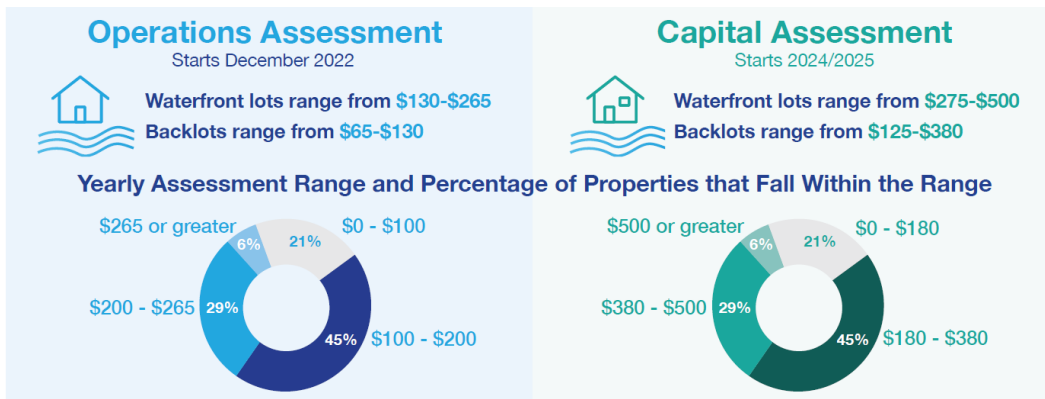 Operations Assessment
Starts December 2022
Waterfront lots range from $130-$265
Backlots range from $65-$130
Capital Assessment
Starts 2024/2025
Waterfront lots range from $275-$500
Backlots range from $125-$380
Yearly Assessment Range and Percentage of Properties that Fall Within the Range
$265 or greater
6%
21%
$0 - $100
$200 - $265
29%
45%
$100 - $200
$500 or greater
6%
21%
$0 - $180
$380 - $500
29%
45%
$180 - $380